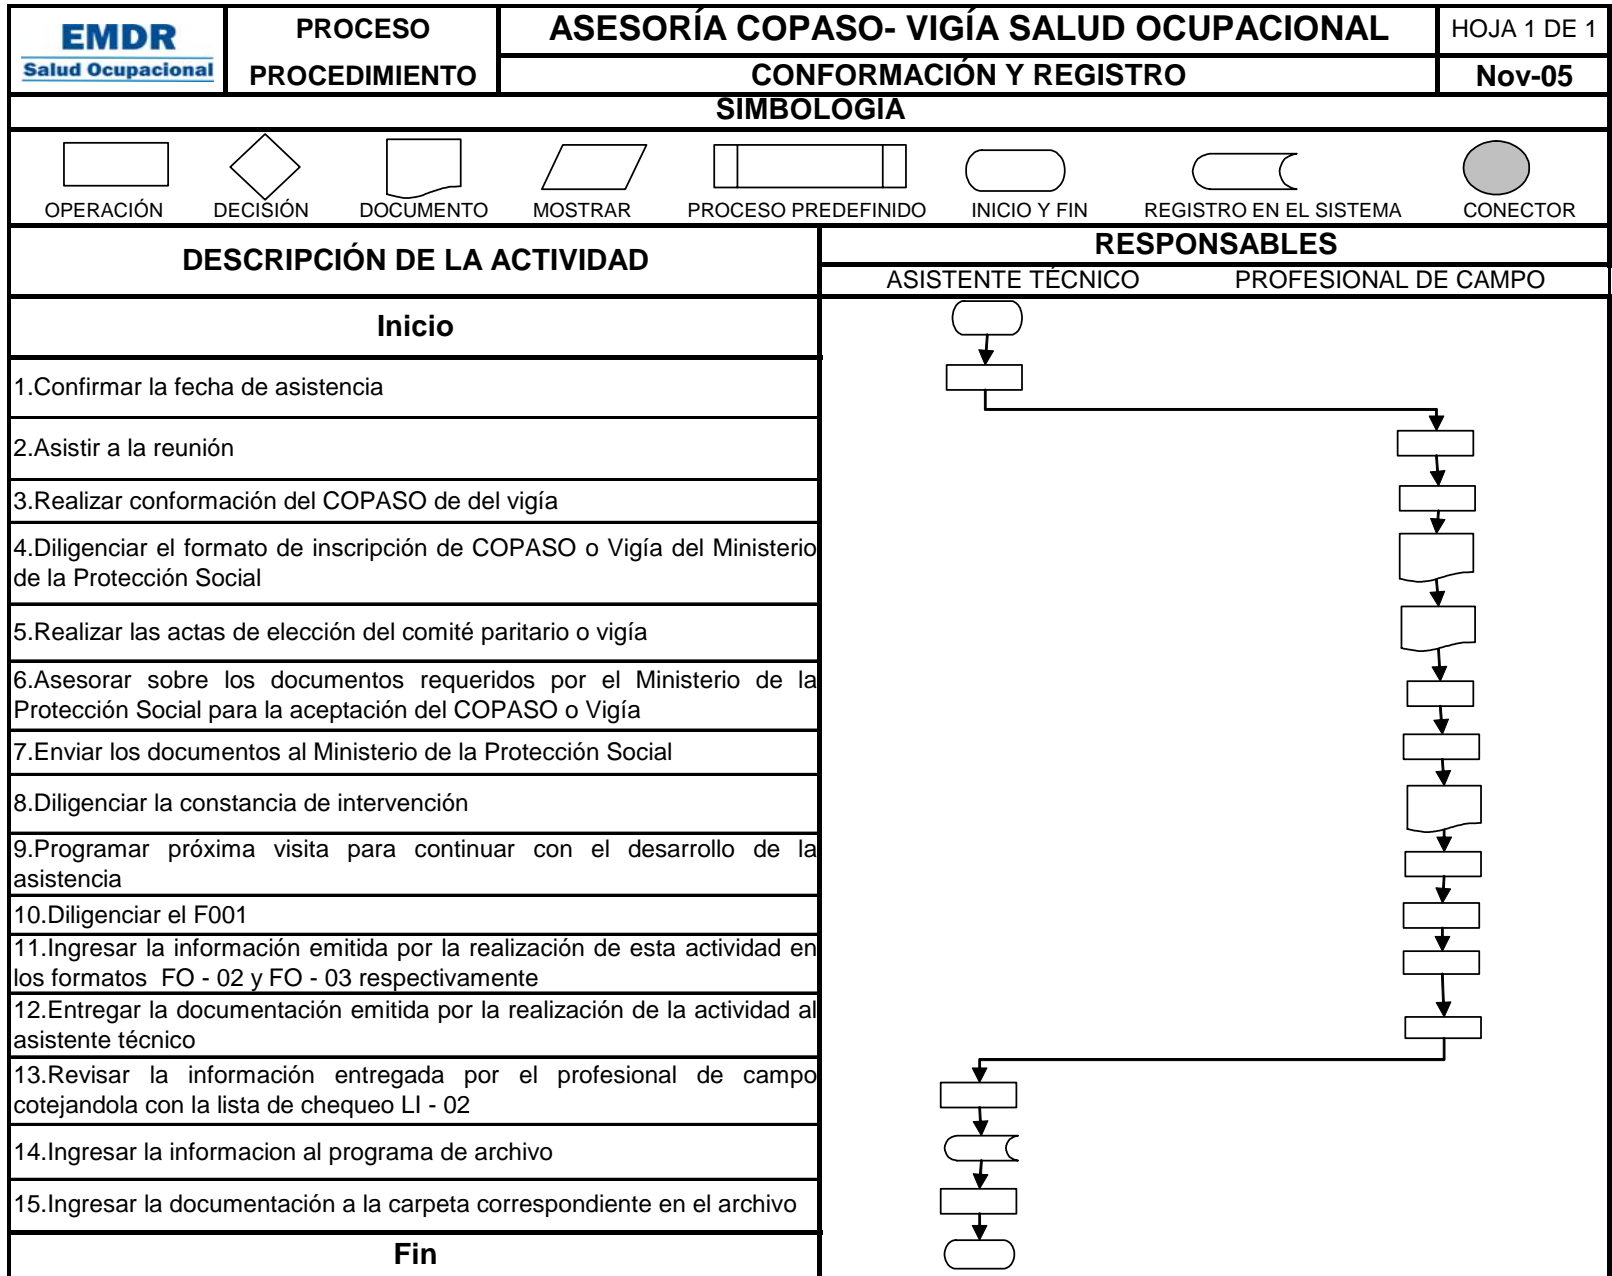 EMDR
Salud Ocupacional
PROCESO
PROCEDIMIENTO
ASESORÍA COPASO- VIGÍA SALUD OCUPACIONAL
CONFORMACIÓN Y REGISTRO
HOJA 1 DE 1
Nov-05
SIMBOLOGIA
OPERACIÓN
DECISIÓN
DOCUMENTO
MOSTRAR
PROCESO PREDEFINIDO
INICIO Y FIN
REGISTRO EN EL SISTEMA
CONECTOR
DESCRIPCIÓN DE LA ACTIVIDAD
RESPONSABLES
ASISTENTE TÉCNICO
PROFESIONAL DE CAMPO
Inicio
1.Confirmar la fecha de asistencia
2.Asistir a la reunión
3.Realizar conformación del COPASO de del vigía
4.Diligenciar el formato de inscripción de COPASO o Vigía del Ministerio
de la Protección Social
5.Realizar las actas de elección del comité paritario o vigía
6.Asesorar sobre los documentos requeridos por el Ministerio de la
Protección Social para la aceptación del COPASO o Vigía
7.Enviar los documentos al Ministerio de la Protección Social
8.Diligenciar la constancia de intervención
9.Programar próxima visita para continuar con el desarrollo de la
asistencia
10.Diligenciar el F001
11.Ingresar la información emitida por la realización de esta actividad en
los formatos  FO - 02 y FO - 03 respectivamente
12.Entregar la documentación emitida por la realización de la actividad al
asistente técnico
13.Revisar la información entregada por el profesional de campo
cotejandola con la lista de chequeo LI - 02
14.Ingresar la informacion al programa de archivo
15.Ingresar la documentación a la carpeta correspondiente en el archivo
Fin